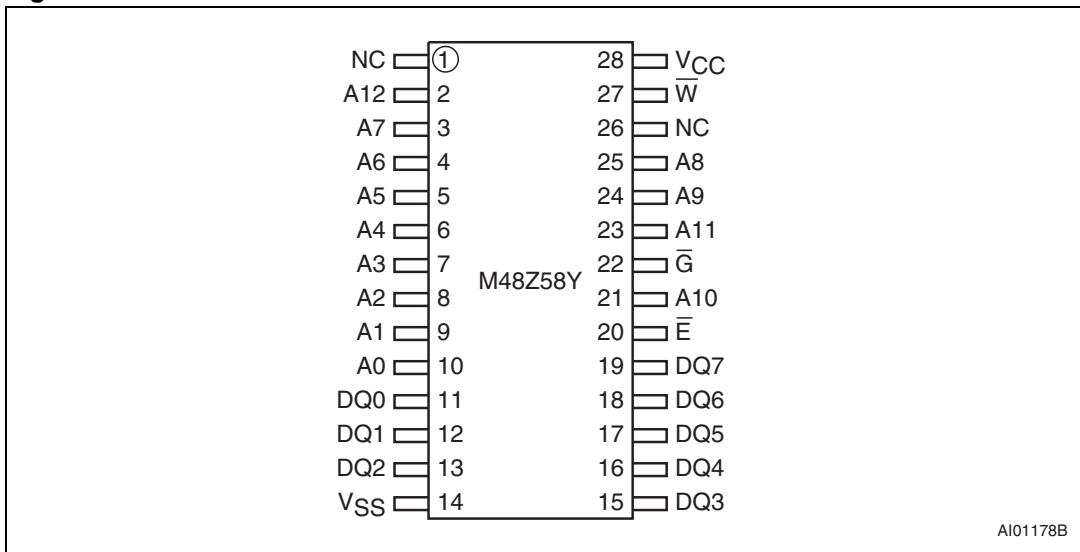 NC 1 28 VCC
A12 2 27 W̅
A7 3 26 NC
A6 4 25 A8
A5 5 24 A9
A4 6 23 A11
A3 7 22 G̅
M48Z58Y
A2 8 21 A10
A1 9 20 E̅
A0 10 19 DQ7
DQ0 11 18 DQ6
DQ1 12 17 DQ5
DQ2 13 16 DQ4
VSS 14 15 DQ3
AI01178B